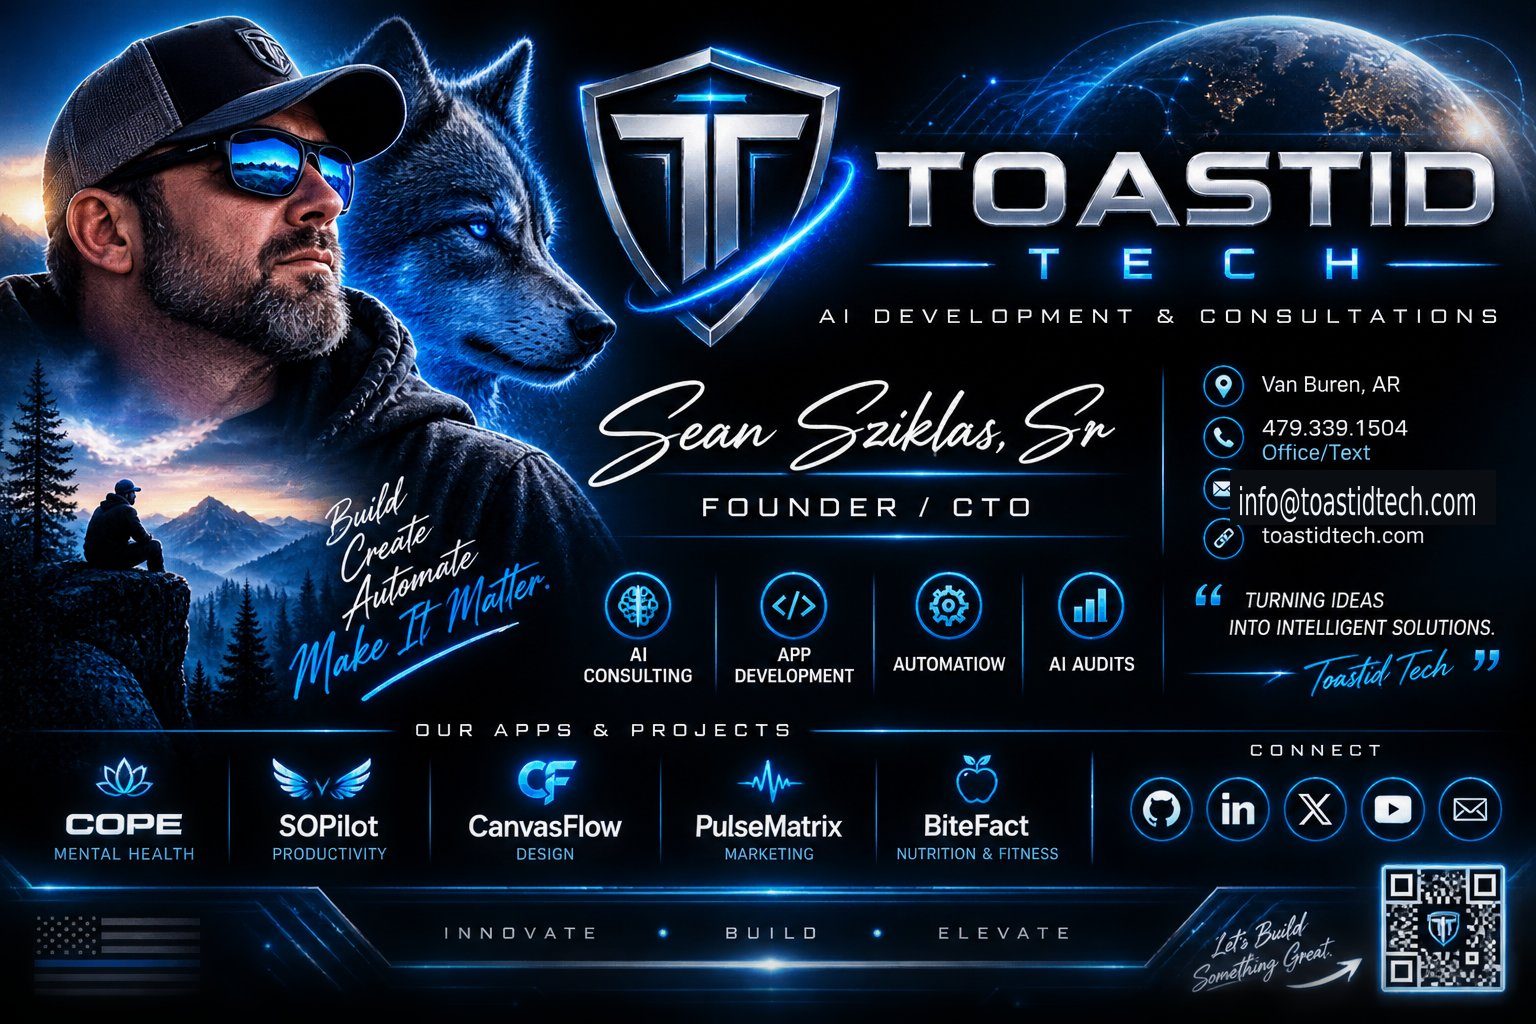 TOASTID
TECH
AI DEVELOPMENT & CONSULTATIONS
Sean Sziklas, Sr
FOUNDER / CTO
Van Buren, AR
479.339.1504
Office/Text
info@toastidtech.com
toastidtech.com
Build
Create
Automate
Make It Matter.
AI
CONSULTING
APP
DEVELOPMENT
AUTOMATIOW
AI AUDITS
“ TURNING IDEAS
INTO INTELLIGENT SOLUTIONS.
Toastid Tech ”
OUR APPS & PROJECTS
COPE
MENTAL HEALTH
SOPilot
PRODUCTIVITY
CF
CanvasFlow
DESIGN
PulseMatrix
MARKETING
BiteFact
NUTRITION & FITNESS
CONNECT
in
X
INNOVATE • BUILD • ELEVATE
Let's Build
Something Great.